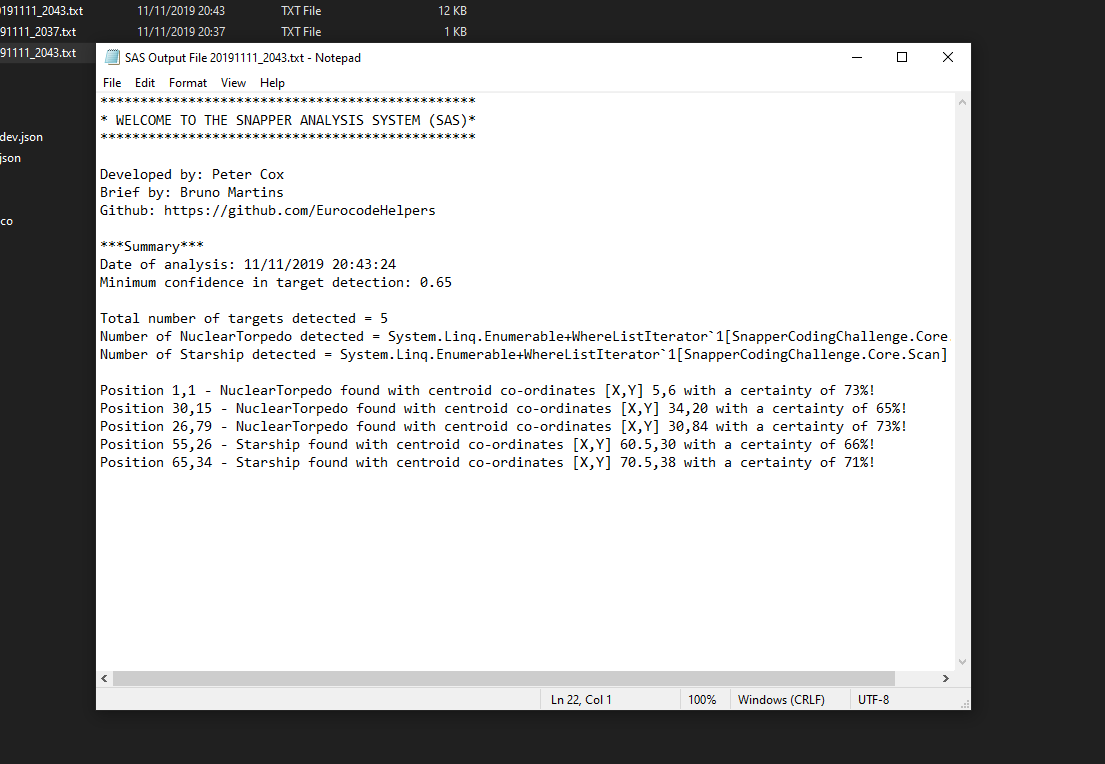 0191111_2043.txt 11/11/2019 20:43 TXT File 12 KB
91111_2037.txt 11/11/2019 20:37 TXT File 1 KB
91111_2043.txt
dev.json
json
co
SAS Output File 20191111_2043.txt - Notepad
File Edit Format View Help
***********************************************
* WELCOME TO THE SNAPPER ANALYSIS SYSTEM (SAS)*
***********************************************
Developed by: Peter Cox
Brief by: Bruno Martins
Github: https://github.com/EurocodeHelpers
***Summary***
Date of analysis: 11/11/2019 20:43:24
Minimum confidence in target detection: 0.65
Total number of targets detected = 5
Number of NuclearTorpedo detected = System.Linq.Enumerable+WhereListIterator`1[SnapperCodingChallenge.Core
Number of Starship detected = System.Linq.Enumerable+WhereListIterator`1[SnapperCodingChallenge.Core.Scan]
Position 1,1 - NuclearTorpedo found with centroid co-ordinates [X,Y] 5,6 with a certainty of 73%!
Position 30,15 - NuclearTorpedo found with centroid co-ordinates [X,Y] 34,20 with a certainty of 65%!
Position 26,79 - NuclearTorpedo found with centroid co-ordinates [X,Y] 30,84 with a certainty of 73%!
Position 55,26 - Starship found with centroid co-ordinates [X,Y] 60.5,30 with a certainty of 66%!
Position 65,34 - Starship found with centroid co-ordinates [X,Y] 70.5,38 with a certainty of 71%!
Ln 22, Col 1 100% Windows (CRLF) UTF-8